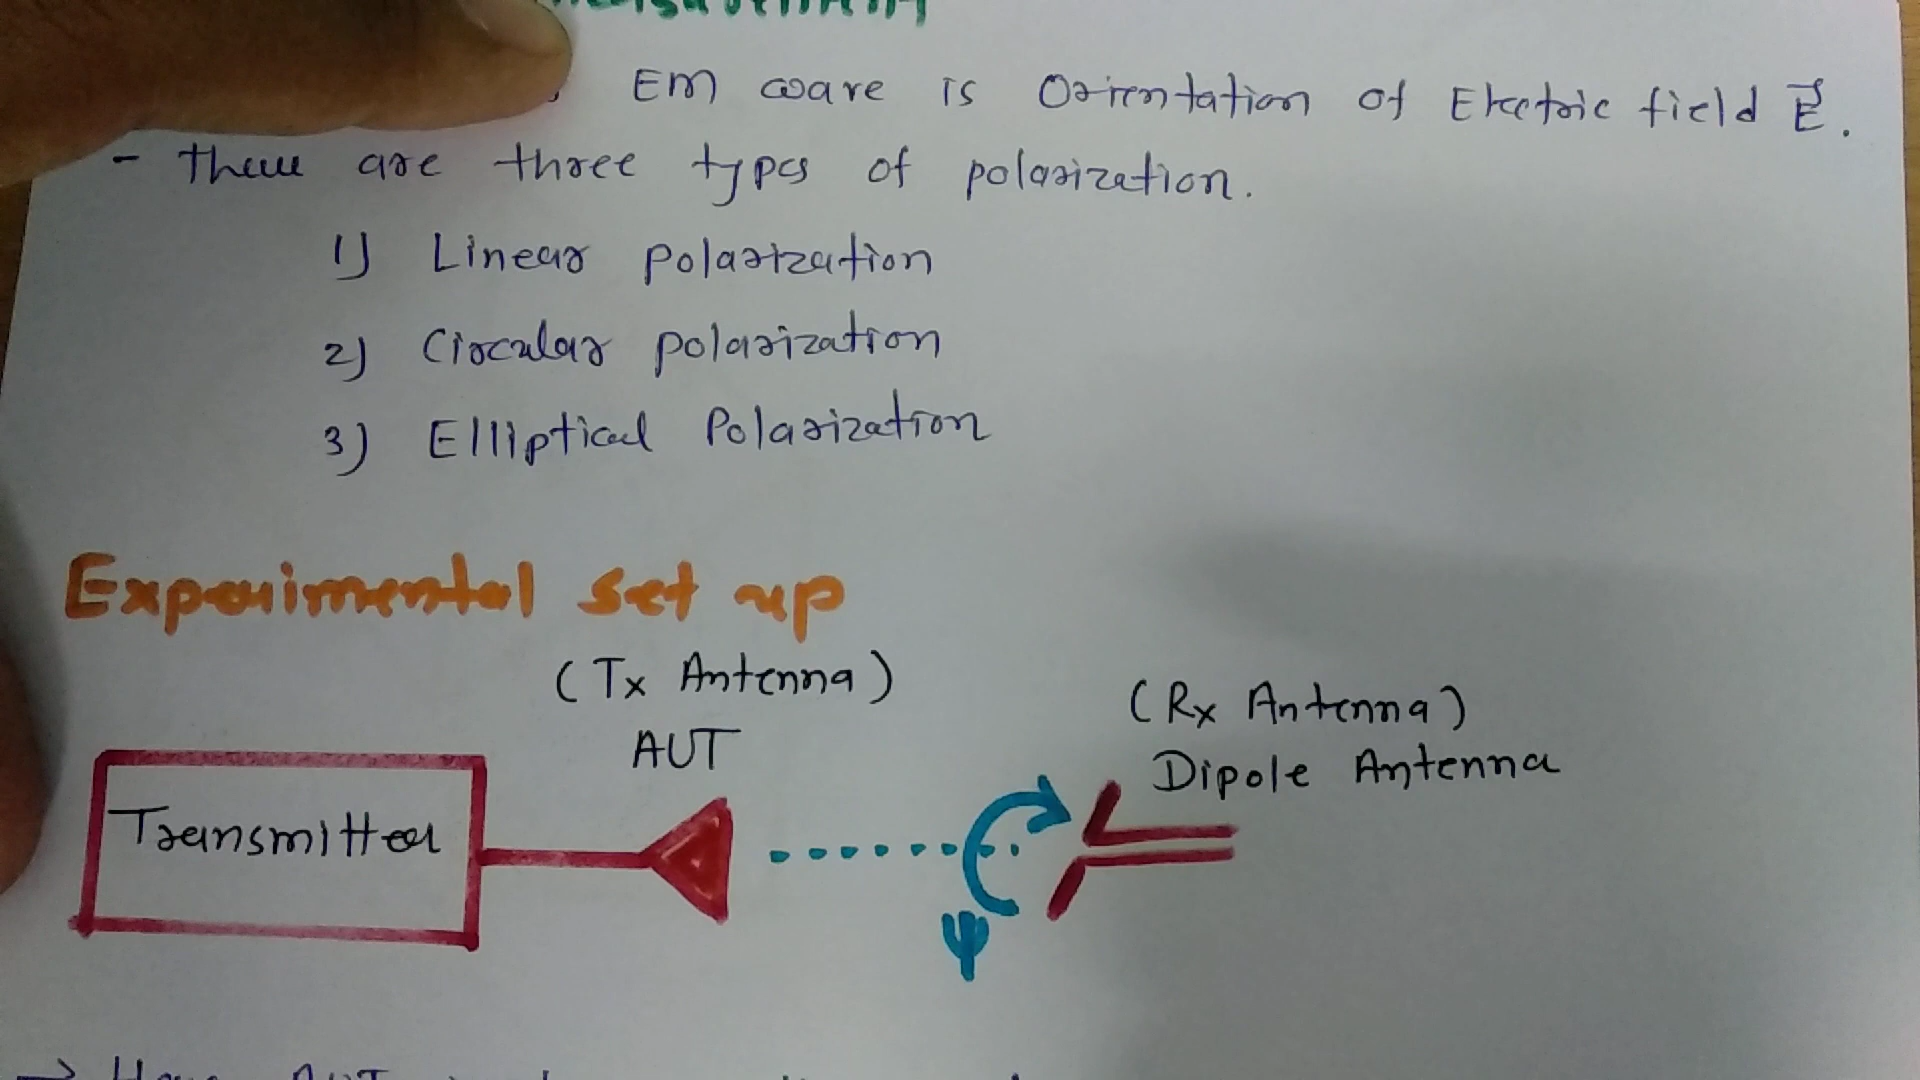 EM wave is Orientation of Electric field E.
- There are three types of polarization.
1) Linear polarization
2) Circular polarization
3) Elliptical Polarization
Experimental set up
(Tx Antenna)
AUT
(Rx Antenna)
Dipole Antenna
Transmitter
ψ